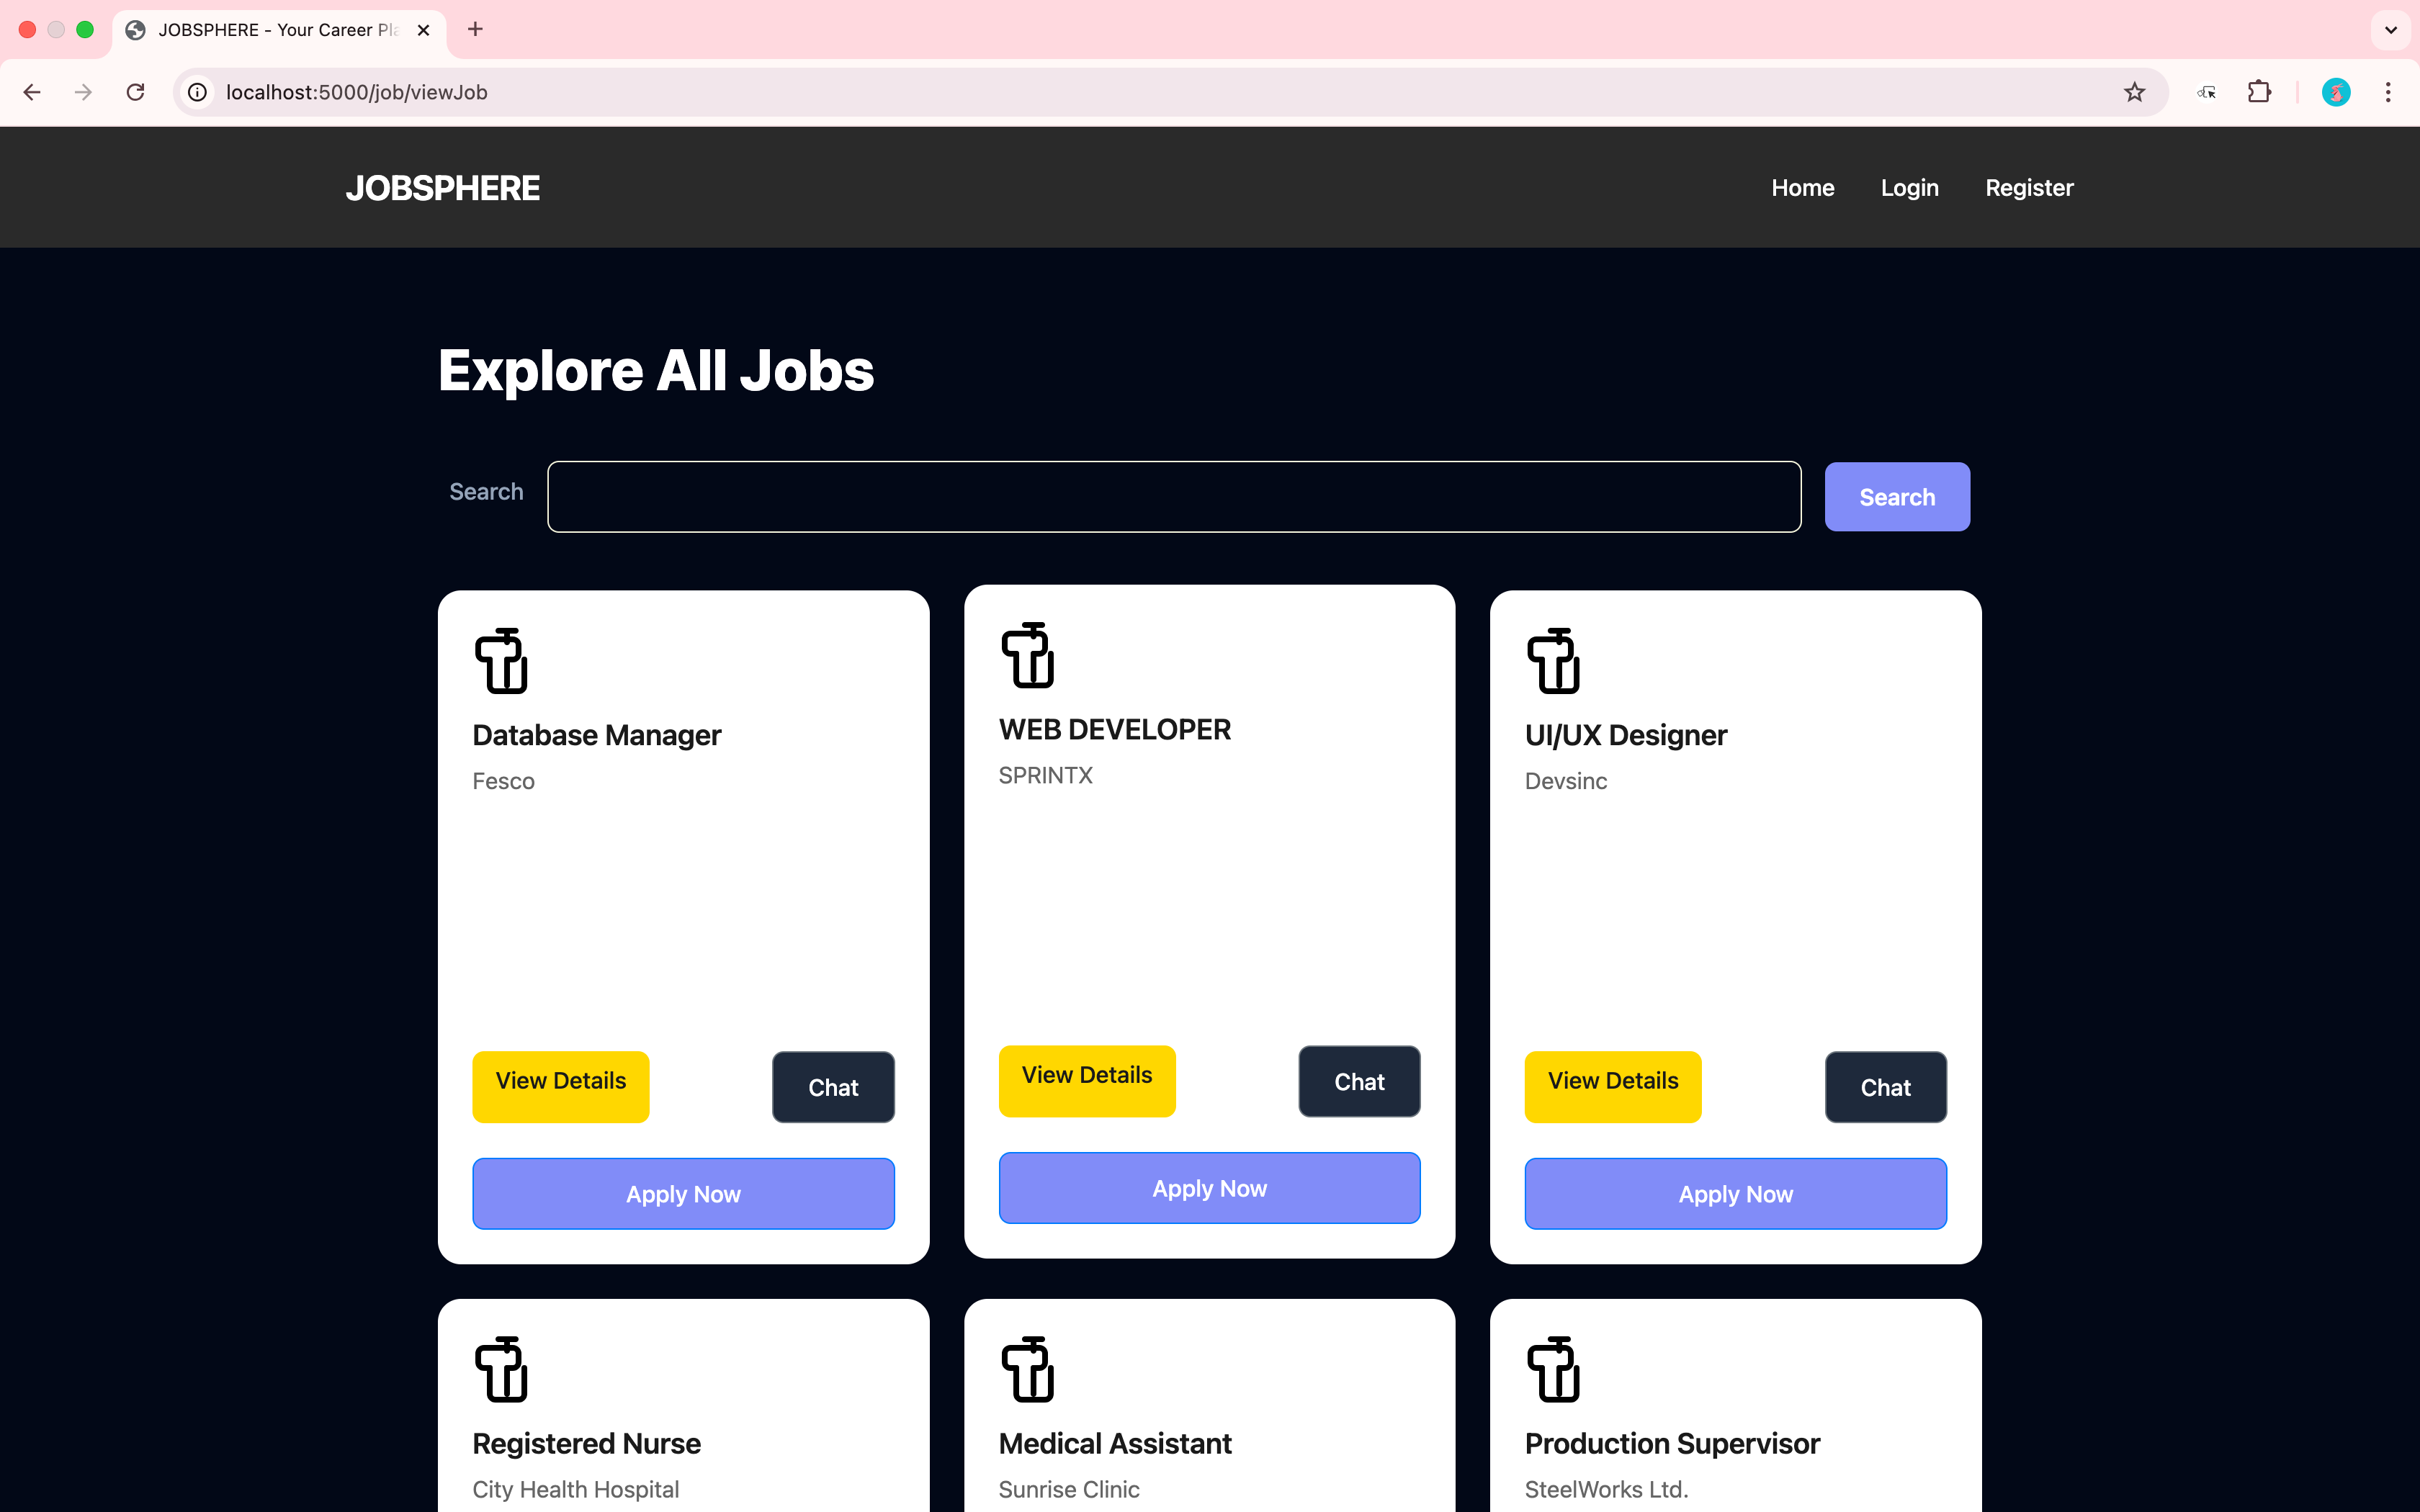 JOBSPHERE - Your Career Pla
localhost:5000/job/viewJob
JOBSPHERE
Home Login Register
Explore All Jobs
Search
Search
Database Manager
Fesco
View Details Chat
Apply Now
WEB DEVELOPER
SPRINTX
View Details Chat
Apply Now
UI/UX Designer
Devsinc
View Details Chat
Apply Now
Registered Nurse
City Health Hospital
Medical Assistant
Sunrise Clinic
Production Supervisor
SteelWorks Ltd.